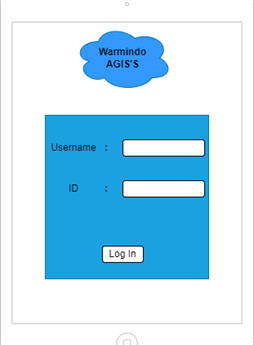 Warmindo
AGIS'S
Username :
ID :
Log In